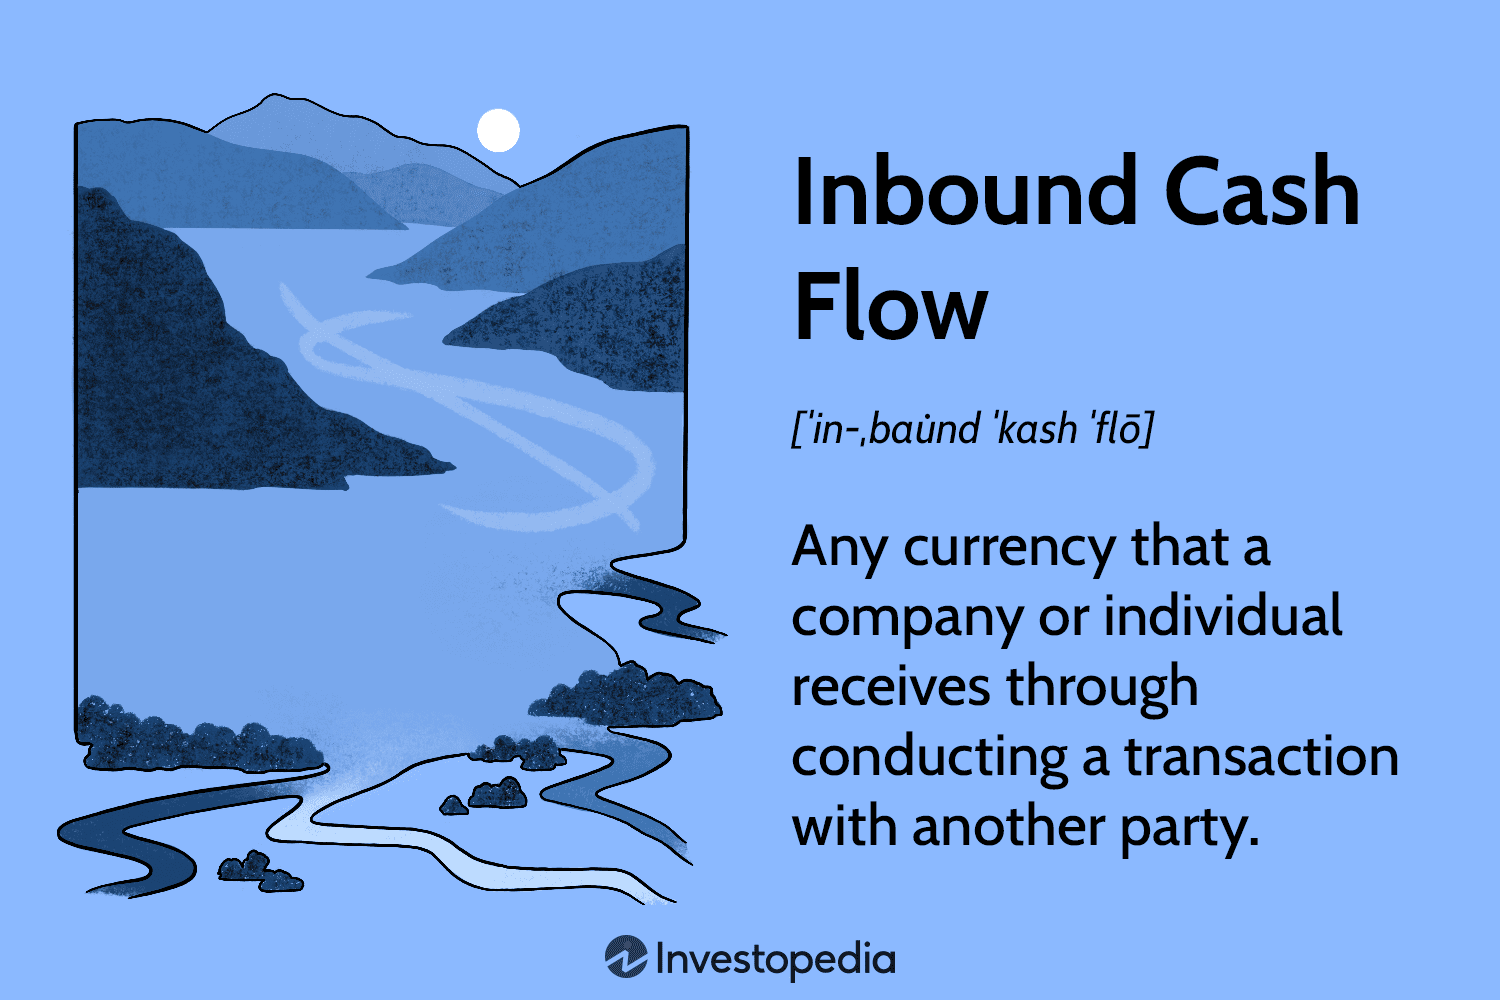 Inbound Cash
Flow
[ˈin-ˌbau̇nd ˈkash ˈflō]
Any currency that a
company or individual
receives through
conducting a transaction
with another party.
Investopedia